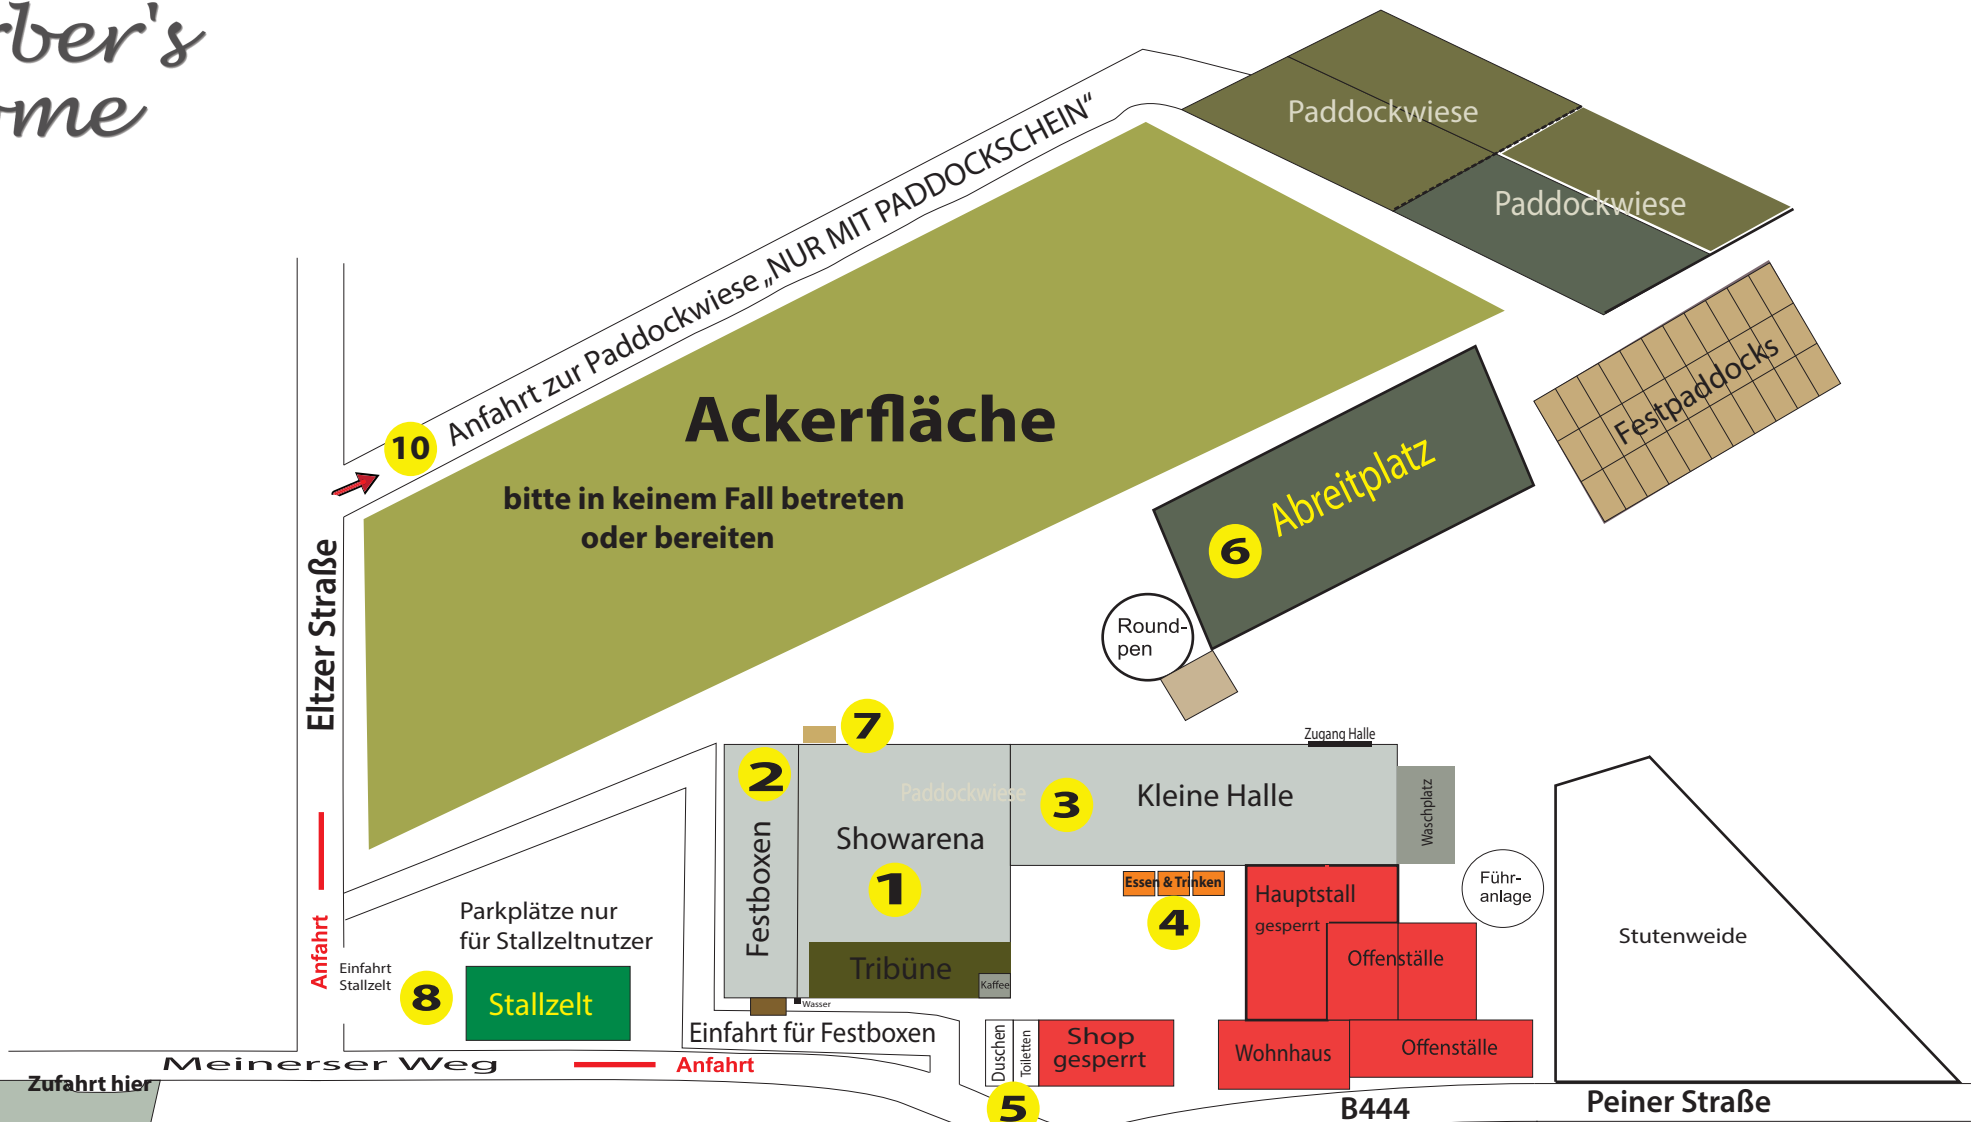 rber's
ome
Paddockwiese
Paddockwiese
Anfahrt zur Paddockwiese „NUR MIT PADDOCKSCHEIN“
10
Festpaddocks
Ackerfläche
bitte in keinem Fall betreten
oder bereiten
Abreitplatz
6
Round-
pen
Eltzer Straße
7
Zugang Halle
2
Paddockwiese
3
Kleine Halle
Waschplatz
Showarena
1
Festboxen
Essen & Trinken
4
Hauptstall
gesperrt
Führ-
anlage
Parkplätze nur
für Stallzeltnutzer
Anfahrt
Einfahrt
Stallzelt
8
Stallzelt
Tribüne
Kaffee
Wasser
Offenställe
Stutenweide
Einfahrt für Festboxen
Duschen
Toiletten
Shop
gesperrt
Wohnhaus
Offenställe
Meinerser Weg
Anfahrt
Zufahrt hier
5
B444
Peiner Straße